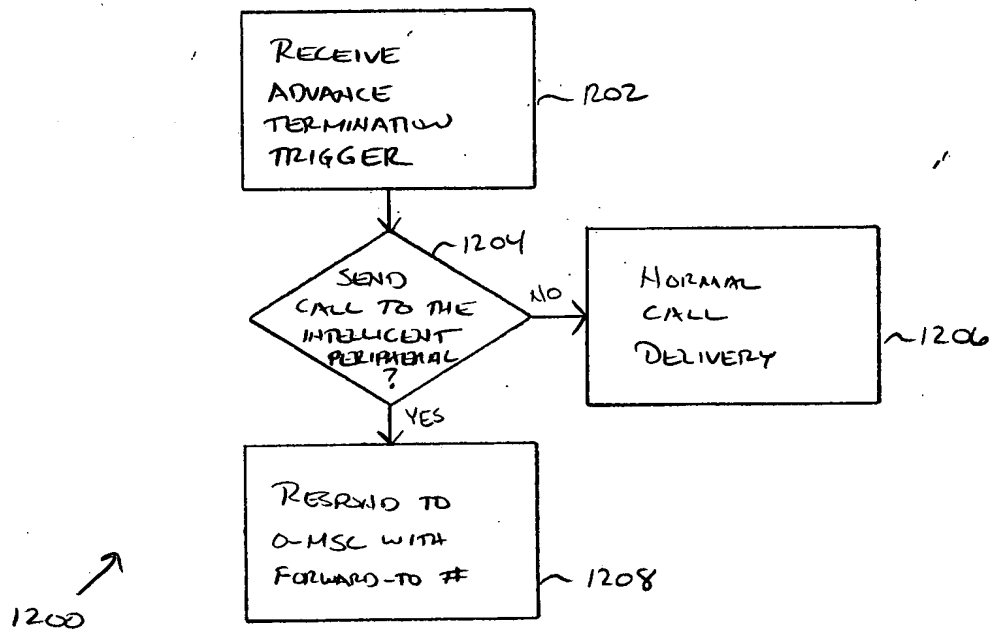 RECEIVE
ADVANCE
TERMINATION
TRIGGER
1202
1204
SEND
CALL TO THE
INTELLIGENT
PERIPHERAL
?
NO
NORMAL
CALL
DELIVERY
1206
YES
RESPOND TO
O-MSC WITH
FORWARD-TO #
1208
1200